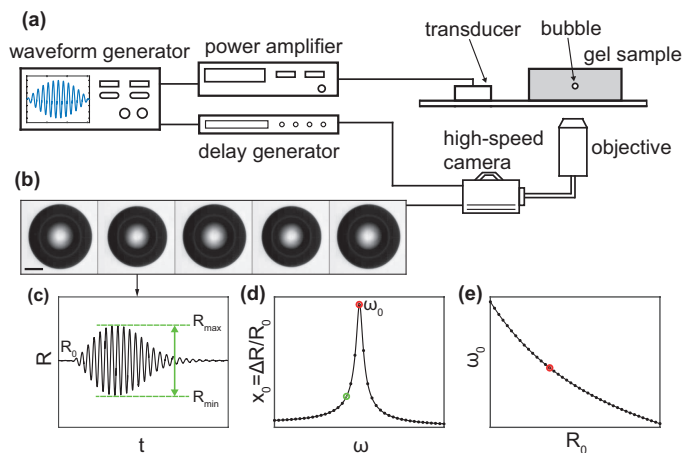 (a)
waveform generator
power amplifier
transducer
bubble
gel sample
delay generator
high-speed
camera
objective
(b)
(c)
R
R₀
Rmax
Rmin
t
(d)
x₀=ΔR/R₀
ω₀
ω
(e)
ω₀
R₀